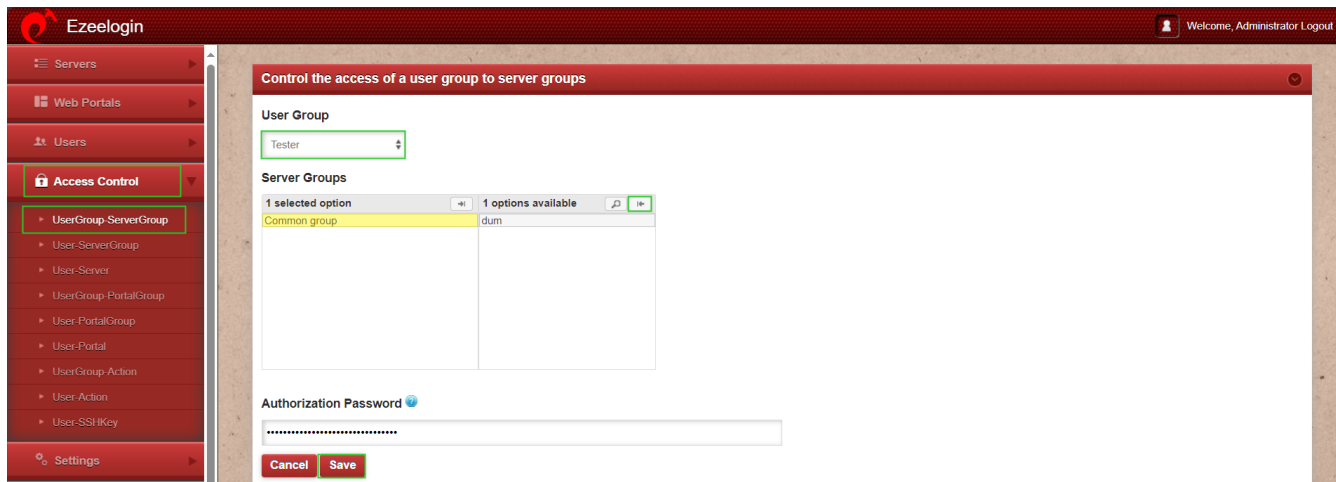 Ezeelogin
Welcome, Administrator Logout
Servers
Web Portals
Users
Access Control
UserGroup-ServerGroup
User-ServerGroup
User-Server
UserGroup-PortalGroup
User-PortalGroup
User-Portal
UserGroup-Action
User-Action
User-SSHKey
Settings
Control the access of a user group to server groups
User Group
Tester
Server Groups
1 selected option 1 options available
Common group dum
Authorization Password ?
Cancel Save